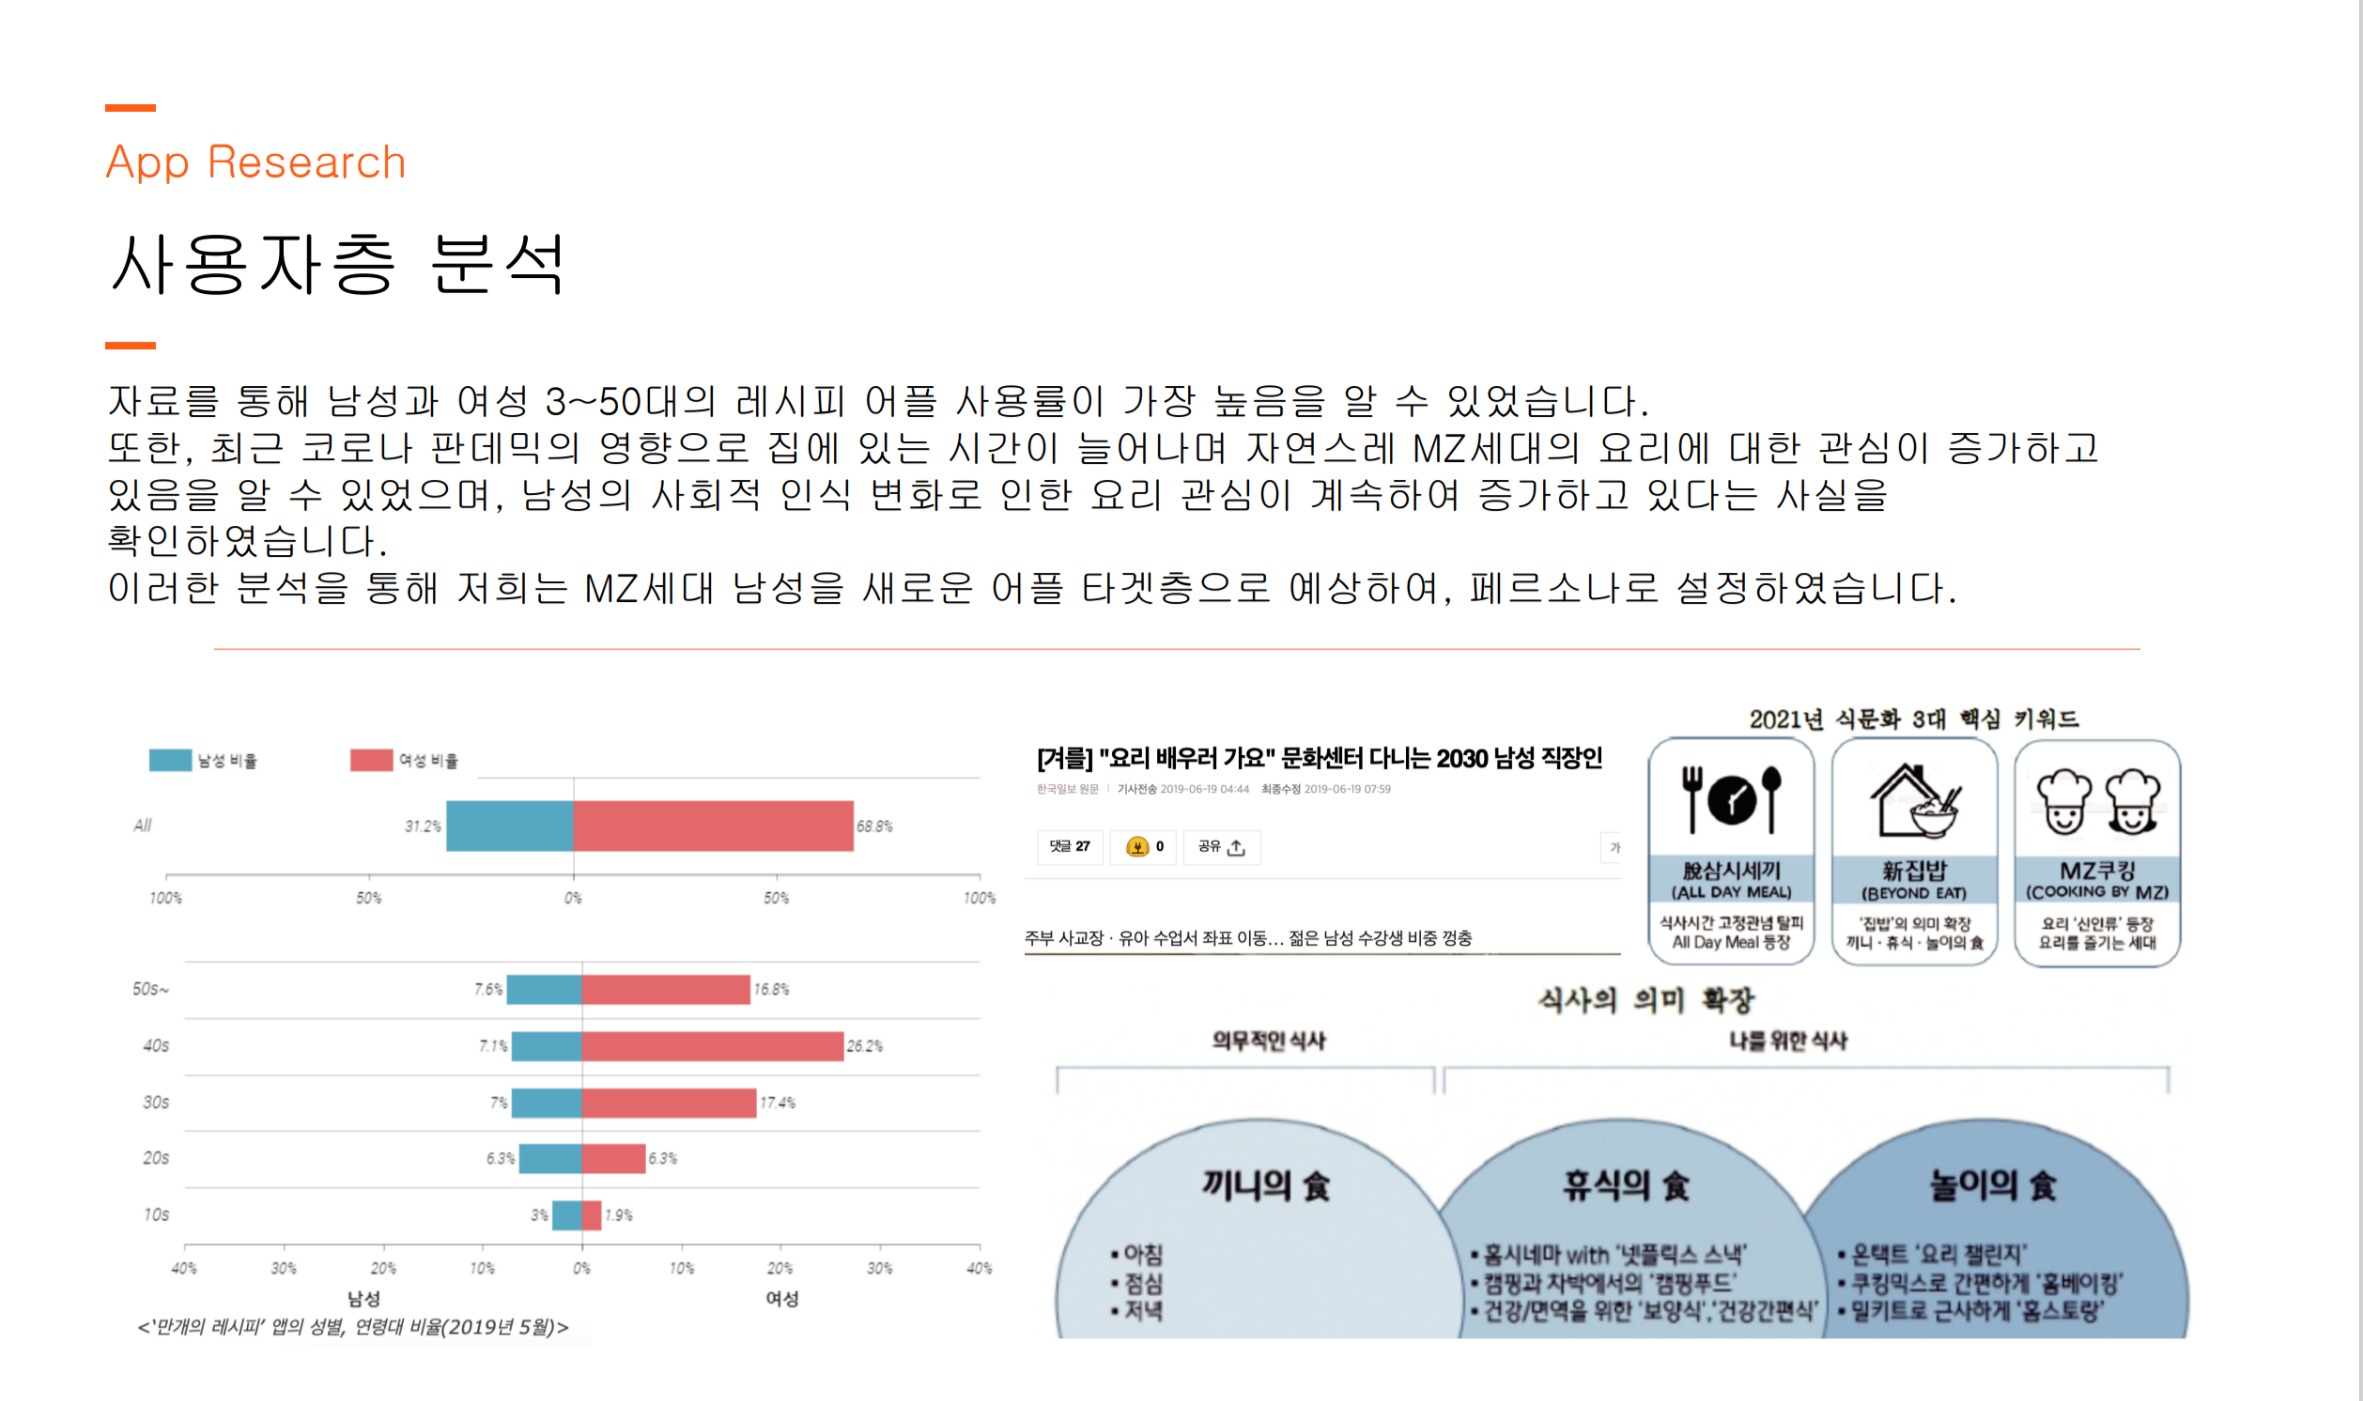 App Research
사용자층 분석
자료를 통해 남성과 여성 3~50대의 레시피 어플 사용률이 가장 높음을 알 수 있었습니다.
또한, 최근 코로나 판데믹의 영향으로 집에 있는 시간이 늘어나며 자연스레 MZ세대의 요리에 대한 관심이 증가하고
있음을 알 수 있었으며, 남성의 사회적 인식 변화로 인한 요리 관심이 계속하여 증가하고 있다는 사실을
확인하였습니다.
이러한 분석을 통해 저희는 MZ세대 남성을 새로운 어플 타겟층으로 예상하여, 페르소나로 설정하였습니다.
남성 비율 여성 비율
All 31.2% 68.8%
100% 50% 0% 50% 100%
50s~ 7.6% 16.8%
40s 7.1% 26.2%
30s 7% 17.4%
20s 6.3% 6.3%
10s 3% 1.9%
40% 30% 20% 10% 0% 10% 20% 30% 40%
남성 여성
<'만개의 레시피' 앱의 성별, 연령대 비율(2019년 5월)>
[겨를] "요리 배우러 가요" 문화센터 다니는 2030 남성 직장인
한국일보 원문 | 기사전송 2019-06-19 04:44 최종수정 2019-06-19 07:59
댓글 27 0 공유
주부 사교장 · 유아 수업서 좌표 이동... 젊은 남성 수강생 비중 껑충
2021년 식문화 3대 핵심 키워드
脫삼시세끼
(ALL DAY MEAL)
식사시간 고정관념 탈피
All Day Meal 등장
新집밥
(BEYOND EAT)
'집밥'의 의미 확장
끼니 · 휴식 · 놀이의 食
MZ쿠킹
(COOKING BY MZ)
요리 '신인류' 등장
요리를 즐기는 세대
식사의 의미 확장
의무적인 식사 나를 위한 식사
끼니의 食
▪ 아침
▪ 점심
▪ 저녁
휴식의 食
▪ 홈시네마 with '넷플릭스 스낵'
▪ 캠핑과 차박에서의 '캠핑푸드'
▪ 건강/면역을 위한 '보양식', '건강간편식'
놀이의 食
▪ 온택트 '요리 챌린지'
▪ 쿠킹믹스로 간편하게 '홈베이킹'
▪ 밀키트로 근사하게 '홈스토랑'